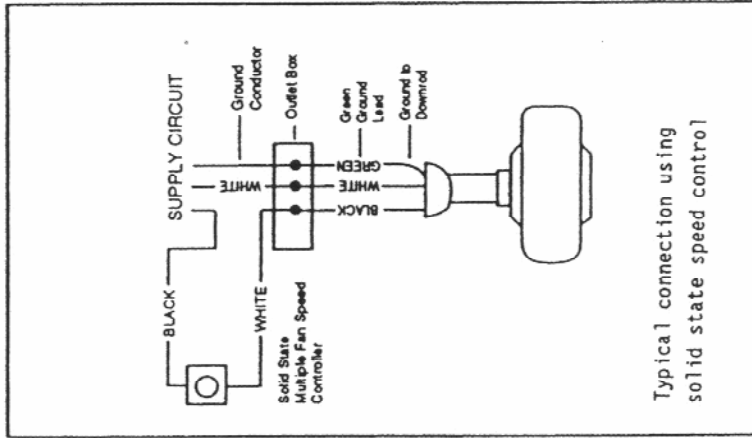 SUPPLY CIRCUIT
Ground
Conductor
BLACK
WHITE
WHITE
Outlet Box
Solid State
Multiple Fan Speed
Controller
BLACK
WHITE
GREEN
Green
Ground
Lead
Ground to
Downrod
Typical connection using
solid state speed control